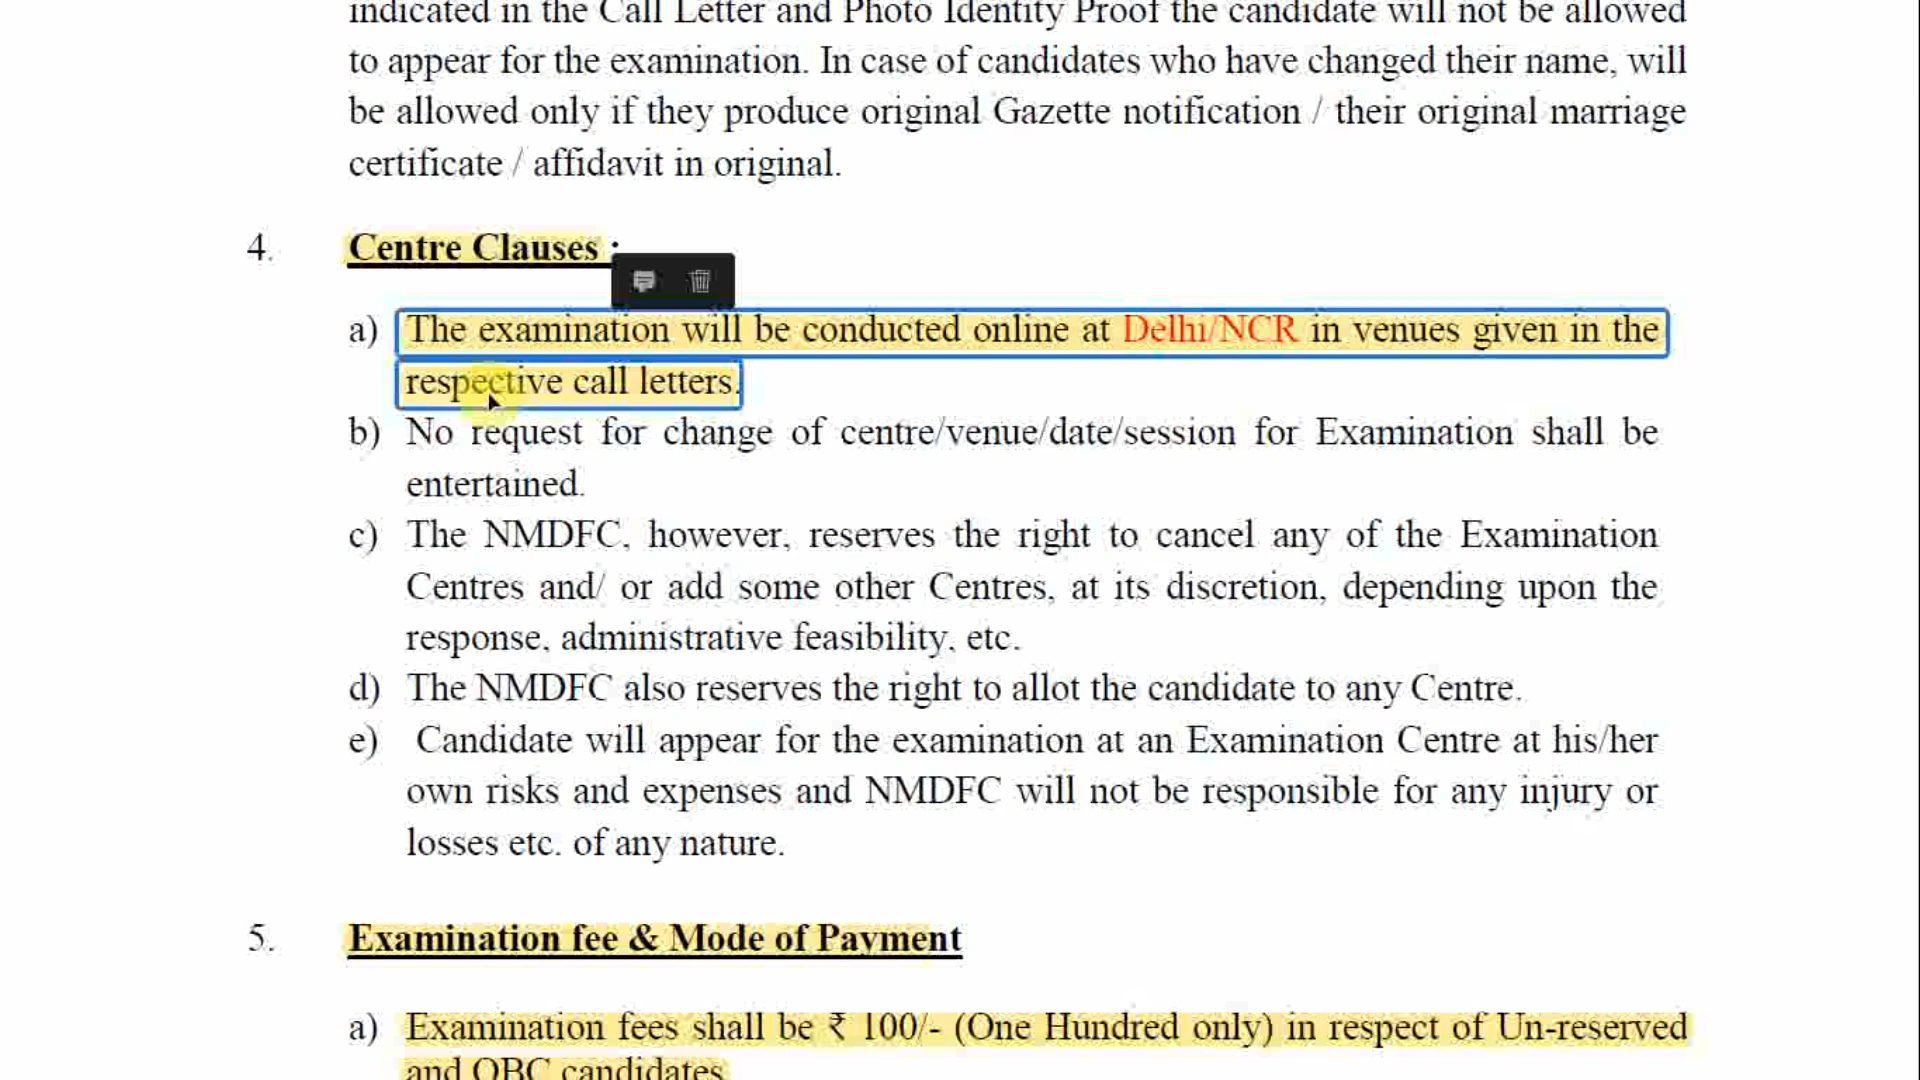 indicated in the Call Letter and Photo Identity Proof the candidate will not be allowed
to appear for the examination. In case of candidates who have changed their name, will
be allowed only if they produce original Gazette notification / their original marriage
certificate / affidavit in original.
4. Centre Clauses :
a) The examination will be conducted online at Delhi/NCR in venues given in the
respective call letters.
b) No request for change of centre/venue/date/session for Examination shall be
entertained.
c) The NMDFC, however, reserves the right to cancel any of the Examination
Centres and/ or add some other Centres, at its discretion, depending upon the
response, administrative feasibility, etc.
d) The NMDFC also reserves the right to allot the candidate to any Centre.
e) Candidate will appear for the examination at an Examination Centre at his/her
own risks and expenses and NMDFC will not be responsible for any injury or
losses etc. of any nature.
5. Examination fee & Mode of Payment
a) Examination fees shall be ₹ 100/- (One Hundred only) in respect of Un-reserved
and OBC candidates